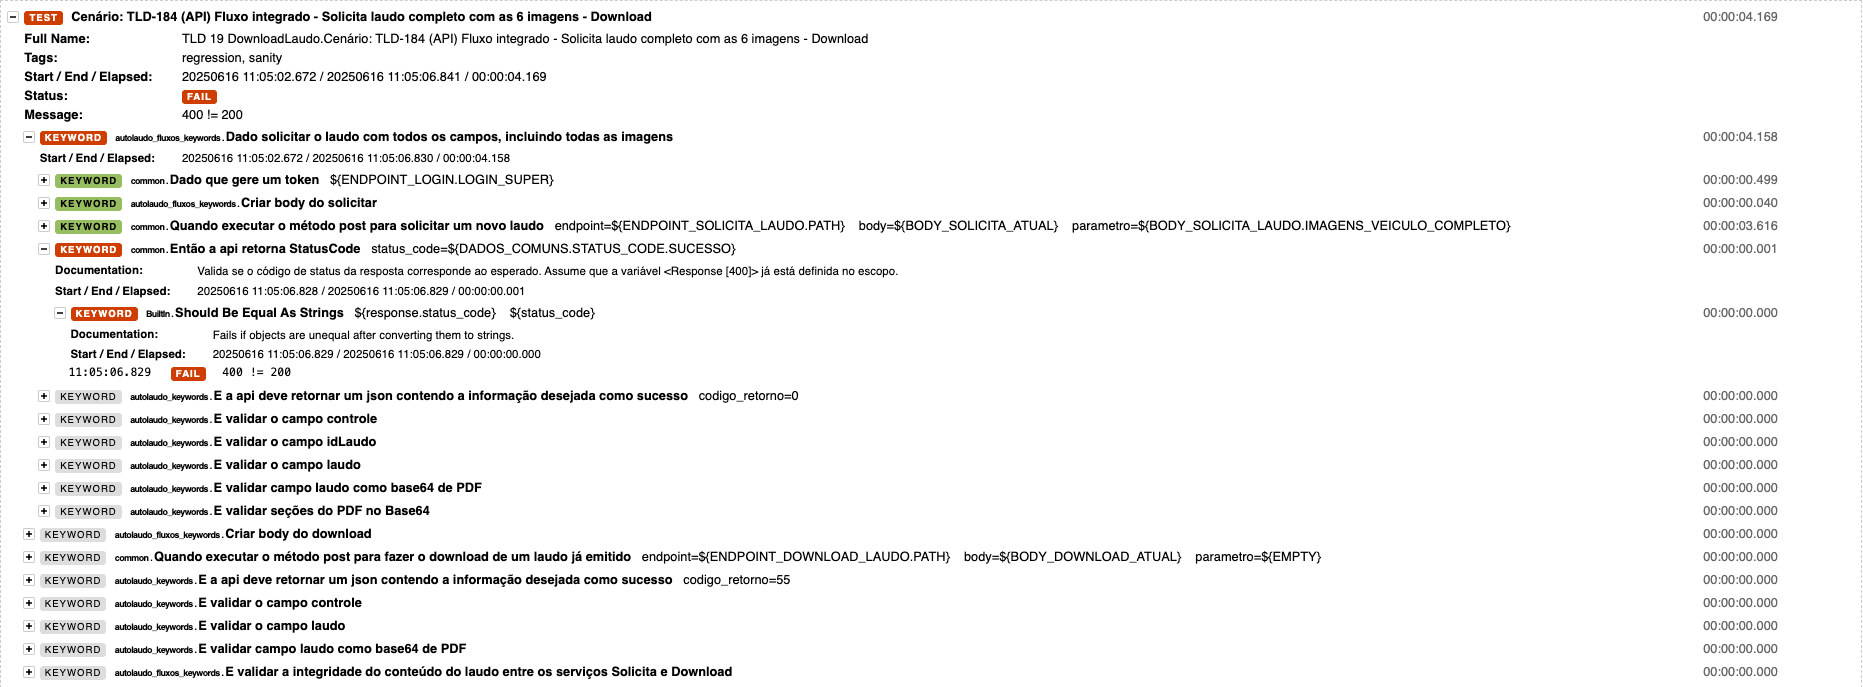 TEST Cenário: TLD-184 (API) Fluxo integrado - Solicita laudo completo com as 6 imagens - Download 00:00:04.169
Full Name: TLD 19 DownloadLaudo.Cenário: TLD-184 (API) Fluxo integrado - Solicita laudo completo com as 6 imagens - Download
Tags: regression, sanity
Start / End / Elapsed: 20250616 11:05:02.672 / 20250616 11:05:06.841 / 00:00:04.169
Status: FAIL
Message: 400 != 200
KEYWORD autolaudo_fluxos_keywords.Dado solicitar o laudo com todos os campos, incluindo todas as imagens 00:00:04.158
Start / End / Elapsed: 20250616 11:05:02.672 / 20250616 11:05:06.830 / 00:00:04.158
KEYWORD common.Dado que gere um token ${ENDPOINT_LOGIN.LOGIN_SUPER} 00:00:00.499
KEYWORD autolaudo_fluxos_keywords.Criar body do solicitar 00:00:00.040
KEYWORD common.Quando executar o método post para solicitar um novo laudo endpoint=${ENDPOINT_SOLICITA_LAUDO.PATH} body=${BODY_SOLICITA_ATUAL} parametro=${BODY_SOLICITA_LAUDO.IMAGENS_VEICULO_COMPLETO} 00:00:03.616
KEYWORD common.Então a api retorna StatusCode status_code=${DADOS_COMUNS.STATUS_CODE.SUCESSO} 00:00:00.001
Documentation: Valida se o código de status da resposta corresponde ao esperado. Assume que a variável <Response [400]> já está definida no escopo.
Start / End / Elapsed: 20250616 11:05:06.828 / 20250616 11:05:06.829 / 00:00:00.001
KEYWORD BuiltIn.Should Be Equal As Strings ${response.status_code} ${status_code} 00:00:00.000
Documentation: Fails if objects are unequal after converting them to strings.
Start / End / Elapsed: 20250616 11:05:06.829 / 20250616 11:05:06.829 / 00:00:00.000
11:05:06.829 FAIL 400 != 200
KEYWORD autolaudo_keywords.E a api deve retornar um json contendo a informação desejada como sucesso codigo_retorno=0 00:00:00.000
KEYWORD autolaudo_keywords.E validar o campo controle 00:00:00.000
KEYWORD autolaudo_keywords.E validar o campo idLaudo 00:00:00.000
KEYWORD autolaudo_keywords.E validar o campo laudo 00:00:00.000
KEYWORD autolaudo_keywords.E validar campo laudo como base64 de PDF 00:00:00.000
KEYWORD autolaudo_keywords.E validar seções do PDF no Base64 00:00:00.000
KEYWORD autolaudo_fluxos_keywords.Criar body do download 00:00:00.000
KEYWORD common.Quando executar o método post para fazer o download de um laudo já emitido endpoint=${ENDPOINT_DOWNLOAD_LAUDO.PATH} body=${BODY_DOWNLOAD_ATUAL} parametro=${EMPTY} 00:00:00.000
KEYWORD autolaudo_keywords.E a api deve retornar um json contendo a informação desejada como sucesso codigo_retorno=55 00:00:00.000
KEYWORD autolaudo_keywords.E validar o campo controle 00:00:00.000
KEYWORD autolaudo_keywords.E validar o campo laudo 00:00:00.000
KEYWORD autolaudo_keywords.E validar campo laudo como base64 de PDF 00:00:00.000
KEYWORD autolaudo_fluxos_keywords.E validar a integridade do conteúdo do laudo entre os serviços Solicita e Download 00:00:00.000